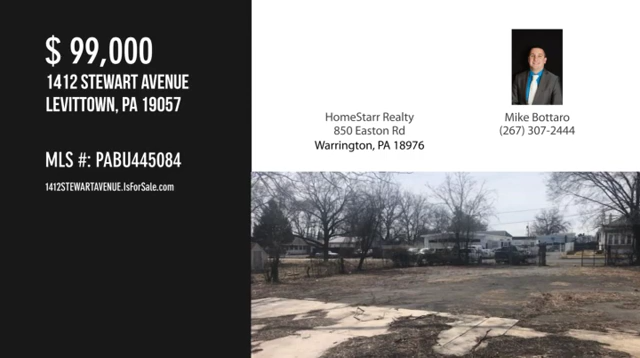 $ 99,000
1412 STEWART AVENUE
LEVITTOWN, PA 19057
MLS #: PABU445084
1412STEWARTAVENUE.IsForSale.com
HomeStarr Realty
850 Easton Rd
Warrington, PA 18976
Mike Bottaro
(267) 307-2444